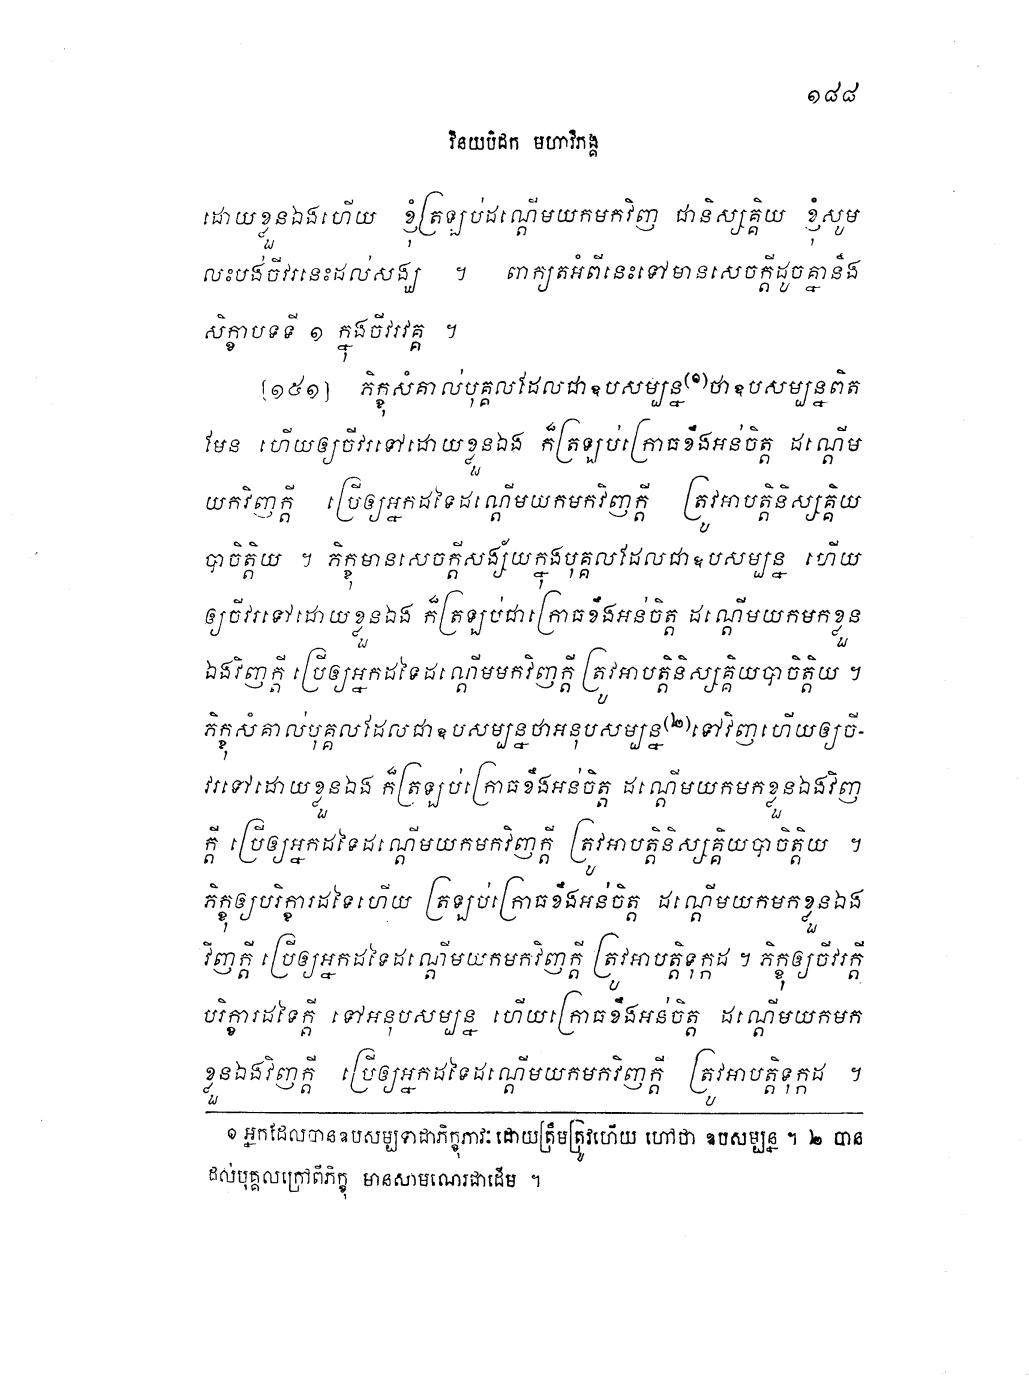 ១៨៨
វិនយបិដក មហាវិភង្គ
ដោយខ្លួនឯងហើយ ខ្ញុំត្រឡប់ដណ្តើមយកមកវិញ ជានិស្សគ្គិយ ខ្ញុំសូម
លះបង់ចីវរនេះដល់សង្ឃ ។ ពាក្យតអំពីនេះទៅមានសេចក្តីដូចគ្នានឹង
សិក្ខាបទទី ១ ក្នុងចីវរវគ្គ ។
[១៥១] ភិក្ខុសំគាល់បុគ្គលដែលជាឧបសម្បន្ន(១)ថាឧបសម្បន្នពិត
មែន ហើយឲ្យចីវរទៅដោយខ្លួនឯង ក៏ត្រឡប់ក្រោធខឹងអន់ចិត្ត ដណ្តើម
យកវិញក្តី ប្រើឲ្យអ្នកដទៃដណ្តើមយកមកវិញក្តី ត្រូវអាបត្តិនិស្សគ្គិយ
បាចិត្តិយ ។ ភិក្ខុមានសេចក្តីសង្ស័យក្នុងបុគ្គលដែលជាឧបសម្បន្ន ហើយ
ឲ្យចីវរទៅដោយខ្លួនឯង ក៏ត្រឡប់ជាក្រោធខឹងអន់ចិត្ត ដណ្តើមយកមកខ្លួន
ឯងវិញក្តី ប្រើឲ្យអ្នកដទៃដណ្តើមមកវិញក្តី ត្រូវអាបត្តិនិស្សគ្គិយបាចិត្តិយ ។
ភិក្ខុសំគាល់បុគ្គលដែលជាឧបសម្បន្នថាអនុបសម្បន្ន(២)ទៅវិញហើយឲ្យចី-
វរទៅដោយខ្លួនឯង ក៏ត្រឡប់ក្រោធខឹងអន់ចិត្ត ដណ្តើមយកមកខ្លួនឯងវិញ
ក្តី ប្រើឲ្យអ្នកដទៃដណ្តើមយកមកវិញក្តី ត្រូវអាបត្តិនិស្សគ្គិយបាចិត្តិយ ។
ភិក្ខុឲ្យបរិក្ខារដទៃហើយ ត្រឡប់ក្រោធខឹងអន់ចិត្ត ដណ្តើមយកមកខ្លួនឯង
វិញក្តី ប្រើឲ្យអ្នកដទៃដណ្តើមយកមកវិញក្តី ត្រូវអាបត្តិទុក្កដ ។ ភិក្ខុឲ្យចីវរក្តី
បរិក្ខារដទៃក្តី ទៅអនុបសម្បន្ន ហើយក្រោធខឹងអន់ចិត្ត ដណ្តើមយកមក
ខ្លួនឯងវិញក្តី ប្រើឲ្យអ្នកដទៃដណ្តើមយកមកវិញក្តី ត្រូវអាបត្តិទុក្កដ ។
១ អ្នកដែលបានឧបសម្បទាជាភិក្ខុភាវៈ ដោយត្រឹមត្រូវហើយ ហៅថា ឧបសម្បន្ន ។ ២ បាន
ដល់បុគ្គលក្រៅពីភិក្ខុ មានសាមណេរជាដើម ។